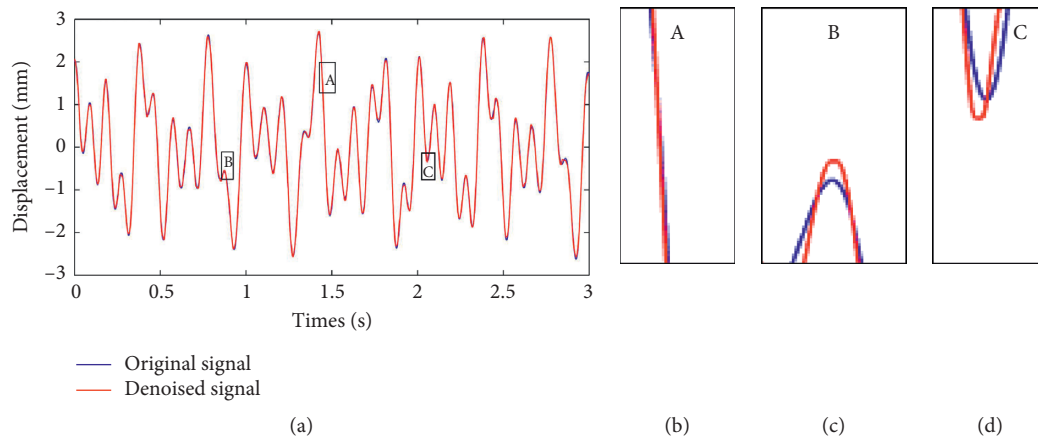 3
2
1
0
−1
−2
−3
Displacement (mm)
A
B
C
0
0.5
1
1.5
2
2.5
3
Times (s)
Original signal
Denoised signal
(a)
A
(b)
B
(c)
C
(d)